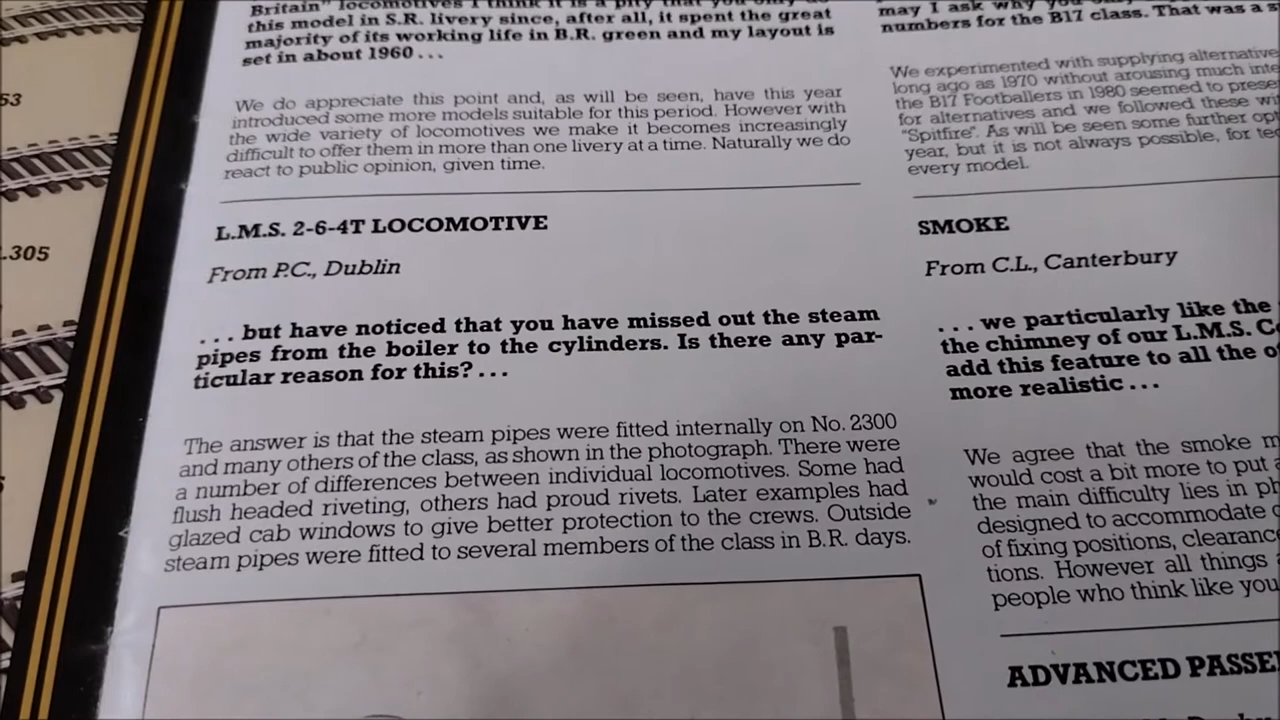 53
.305
Britain" locomotives I think it is a pity that you only do
this model in S.R. livery since, after all, it spent the great
majority of its working life in B.R. green and my layout is
set in about 1960 . . .
We do appreciate this point and, as will be seen, have this year
introduced some more models suitable for this period. However with
the wide variety of locomotives we make it becomes increasingly
difficult to offer them in more than one livery at a time. Naturally we do
react to public opinion, given time.
L.M.S. 2-6-4T LOCOMOTIVE
From P.C., Dublin
. . . but have noticed that you have missed out the steam
pipes from the boiler to the cylinders. Is there any par-
ticular reason for this? . . .
The answer is that the steam pipes were fitted internally on No. 2300
and many others of the class, as shown in the photograph. There were
a number of differences between individual locomotives. Some had
flush headed riveting, others had proud rivets. Later examples had
glazed cab windows to give better protection to the crews. Outside
steam pipes were fitted to several members of the class in B.R. days.
may I ask why you
numbers for the B17 class. That was a s
We experimented with supplying alternative
long ago as 1970 without arousing much inte
the B17 Footballers in 1980 seemed to prese
for alternatives and we followed these wi
"Spitfire". As will be seen some further opt
year, but it is not always possible, for tec
every model.
SMOKE
From C.L., Canterbury
. . . we particularly like the
the chimney of our L.M.S. Co
add this feature to all the o
more realistic . . .
We agree that the smoke m
would cost a bit more to put a
the main difficulty lies in ph
designed to accommodate
of fixing positions, clearance
tions. However all things
people who think like you
ADVANCED PASSE